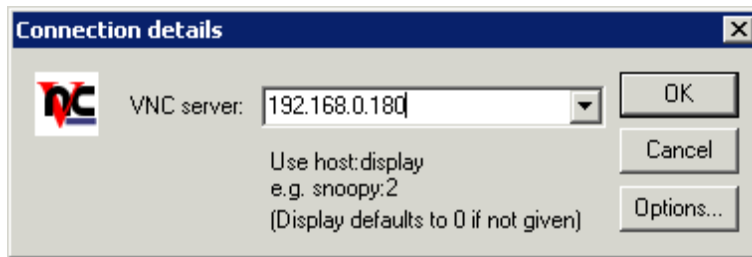 Connection details
VNC
VNC server: 192.168.0.180
OK
Use host:display
e.g. snoopy:2
(Display defaults to 0 if not given)
Cancel
Options...